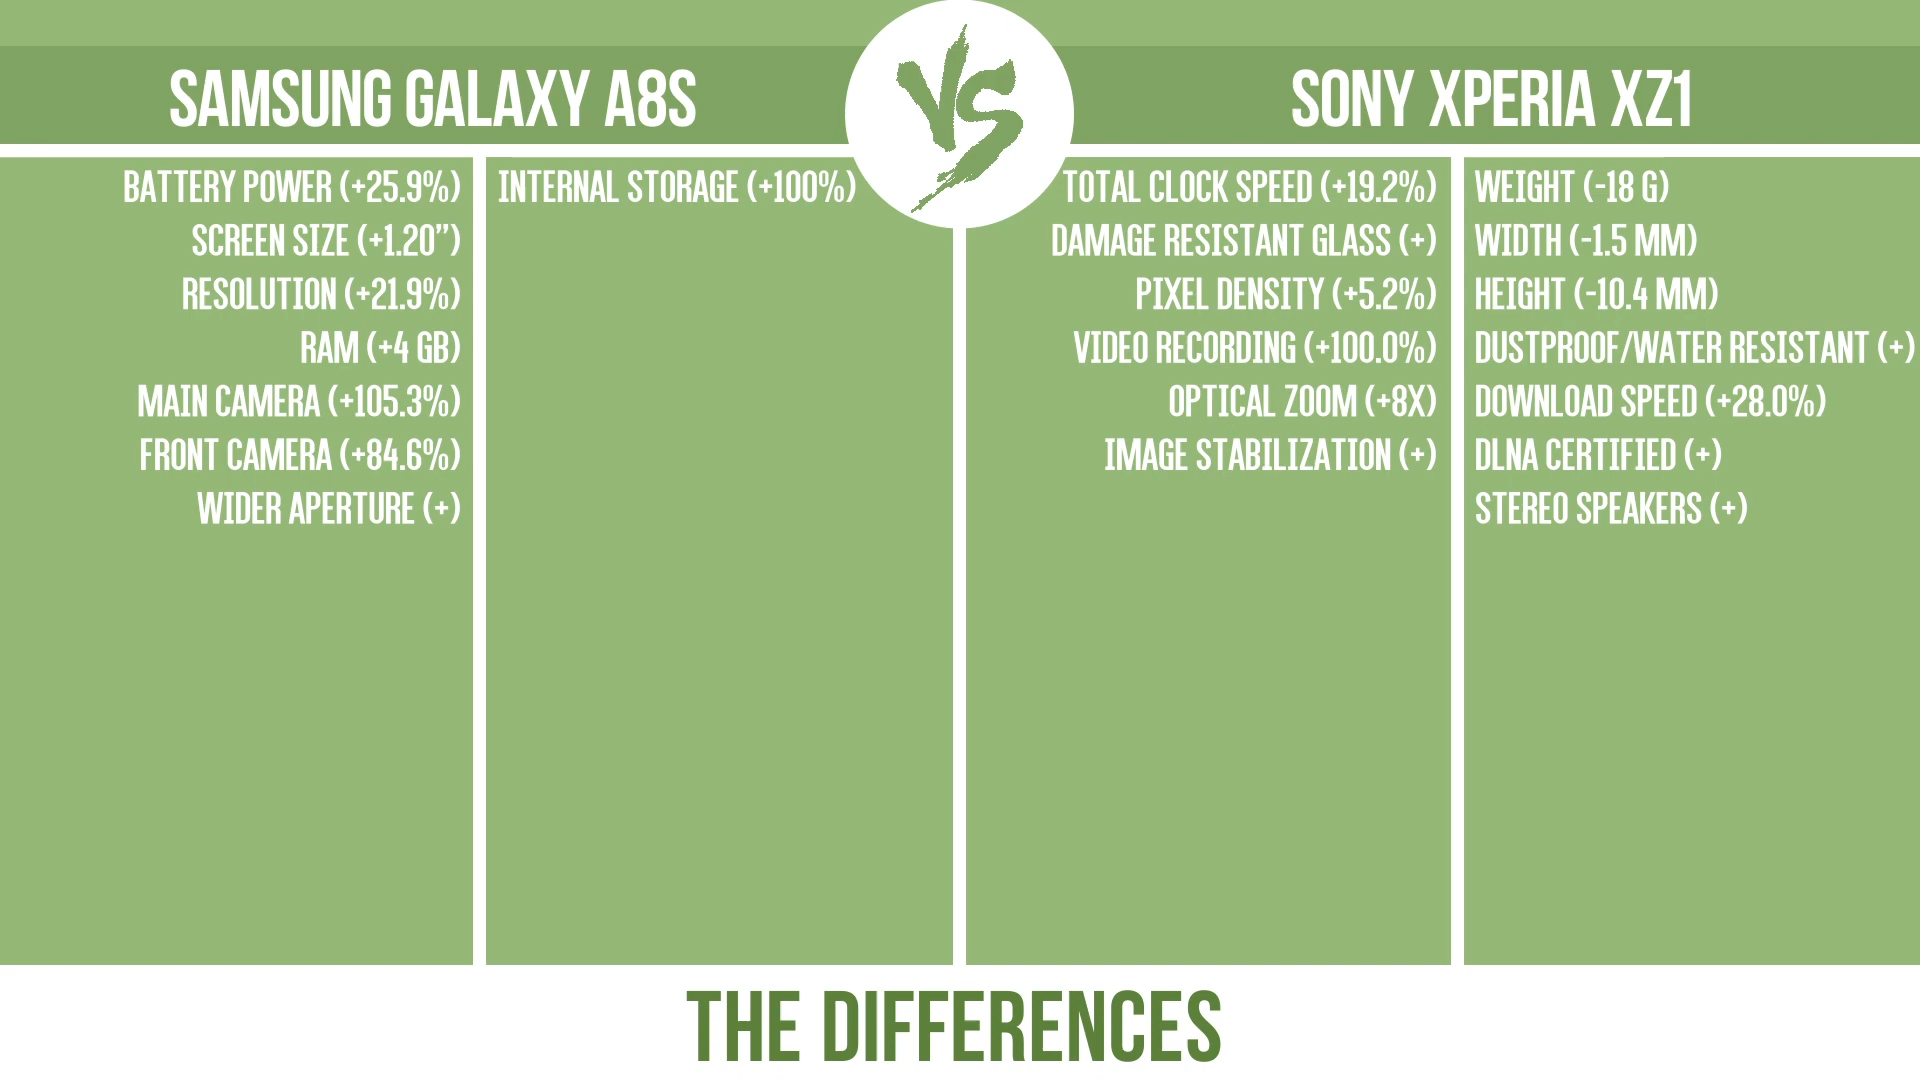 SAMSUNG GALAXY A8S
VS
SONY XPERIA XZ1
BATTERY POWER (+25.9%)
SCREEN SIZE (+1.20”)
RESOLUTION (+21.9%)
RAM (+4 GB)
MAIN CAMERA (+105.3%)
FRONT CAMERA (+84.6%)
WIDER APERTURE (+)
INTERNAL STORAGE (+100%)
TOTAL CLOCK SPEED (+19.2%)
DAMAGE RESISTANT GLASS (+)
PIXEL DENSITY (+5.2%)
VIDEO RECORDING (+100.0%)
OPTICAL ZOOM (+8X)
IMAGE STABILIZATION (+)
WEIGHT (-18 G)
WIDTH (-1.5 MM)
HEIGHT (-10.4 MM)
DUSTPROOF/WATER RESISTANT (+)
DOWNLOAD SPEED (+28.0%)
DLNA CERTIFIED (+)
STEREO SPEAKERS (+)
THE DIFFERENCES